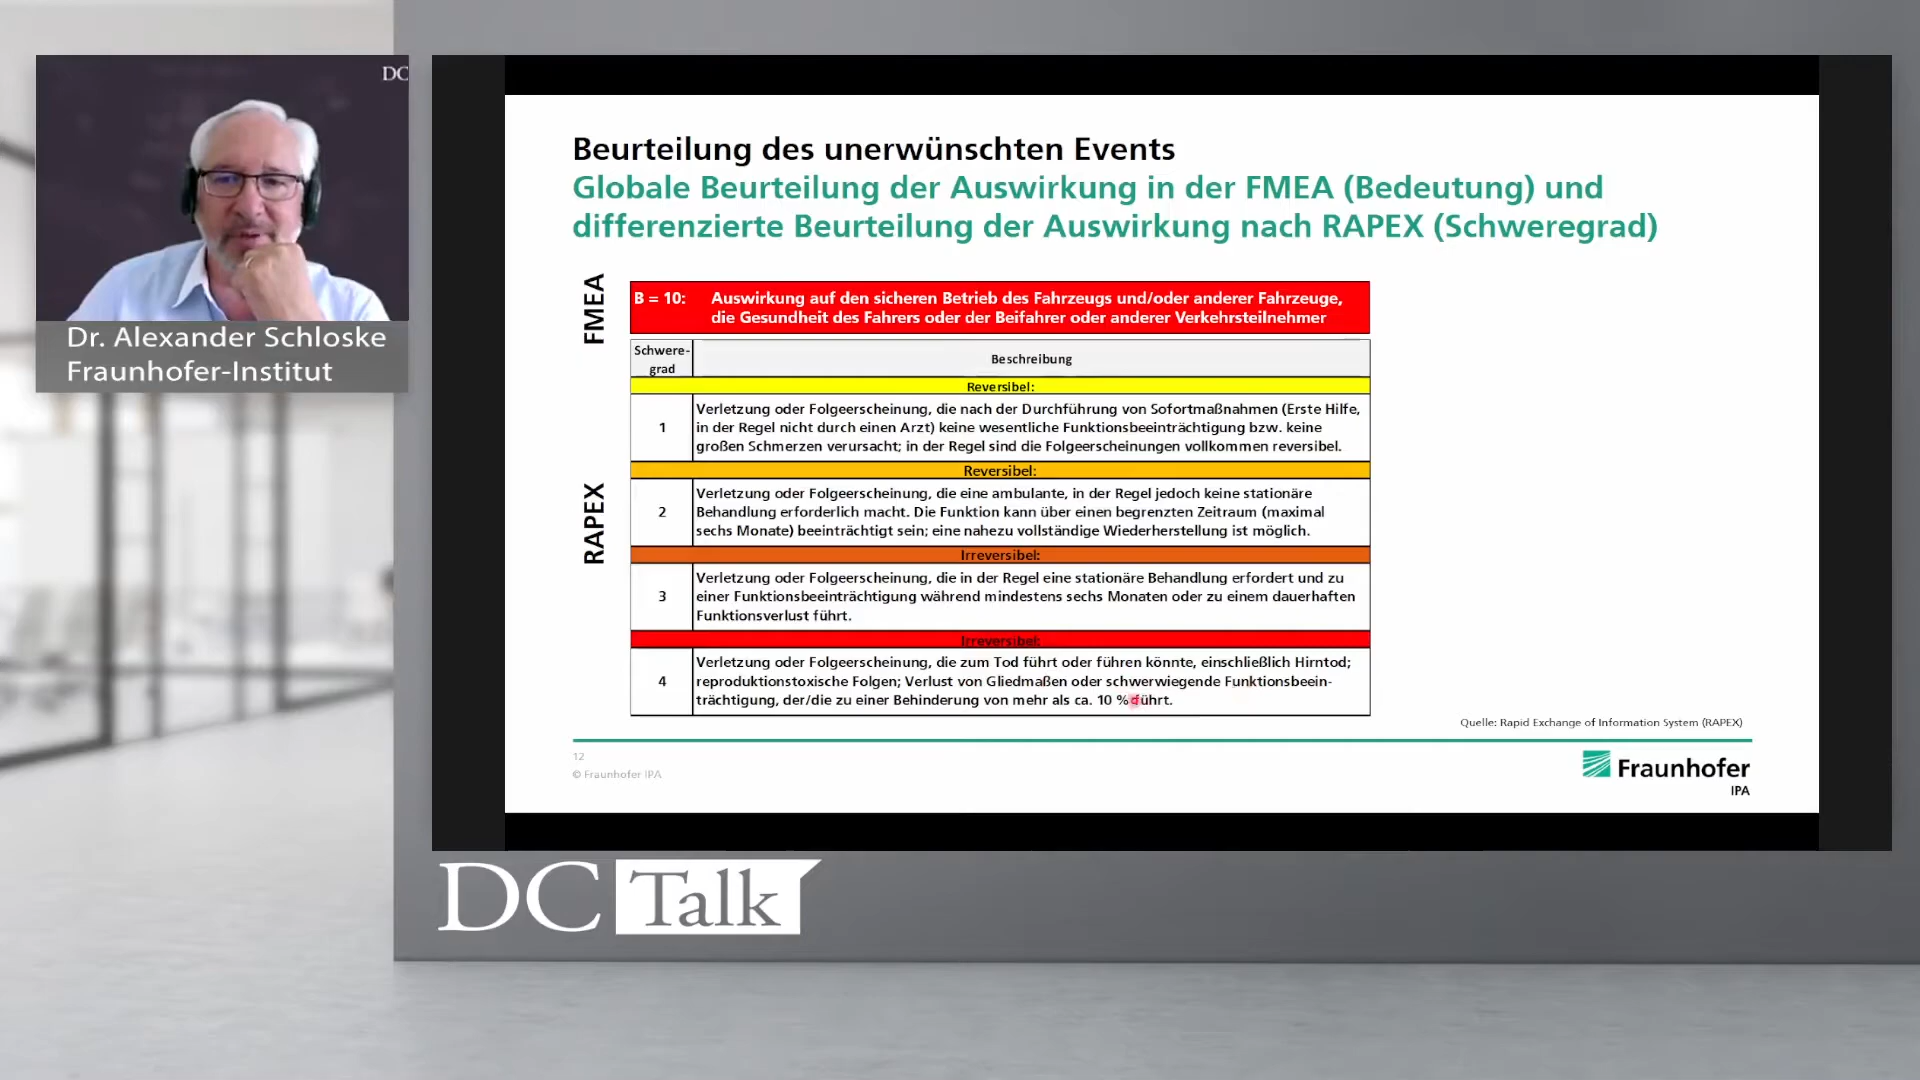 DC
Dr. Alexander Schloske
Fraunhofer-Institut
Beurteilung des unerwünschten Events
Globale Beurteilung der Auswirkung in der FMEA (Bedeutung) und
differenzierte Beurteilung der Auswirkung nach RAPEX (Schweregrad)
FMEA
B = 10: Auswirkung auf den sicheren Betrieb des Fahrzeugs und/oder anderer Fahrzeuge,
die Gesundheit des Fahrers oder der Beifahrer oder anderer Verkehrsteilnehmer
RAPEX
Schwere-
grad
Beschreibung
Reversibel:
1
Verletzung oder Folgeerscheinung, die nach der Durchführung von Sofortmaßnahmen (Erste Hilfe,
in der Regel nicht durch einen Arzt) keine wesentliche Funktionsbeeinträchtigung bzw. keine
großen Schmerzen verursacht; in der Regel sind die Folgeerscheinungen vollkommen reversibel.
Reversibel:
2
Verletzung oder Folgeerscheinung, die eine ambulante, in der Regel jedoch keine stationäre
Behandlung erforderlich macht. Die Funktion kann über einen begrenzten Zeitraum (maximal
sechs Monate) beeinträchtigt sein; eine nahezu vollständige Wiederherstellung ist möglich.
Irreversibel:
3
Verletzung oder Folgeerscheinung, die in der Regel eine stationäre Behandlung erfordert und zu
einer Funktionsbeeinträchtigung während mindestens sechs Monaten oder zu einem dauerhaften
Funktionsverlust führt.
Irreversibel:
4
Verletzung oder Folgeerscheinung, die zum Tod führt oder führen könnte, einschließlich Hirntod;
reproduktionstoxische Folgen; Verlust von Gliedmaßen oder schwerwiegende Funktionsbeein-
trächtigung, der/die zu einer Behinderung von mehr als ca. 10 % führt.
Quelle: Rapid Exchange of Information System (RAPEX)
12
© Fraunhofer IPA
Fraunhofer
IPA
DC Talk